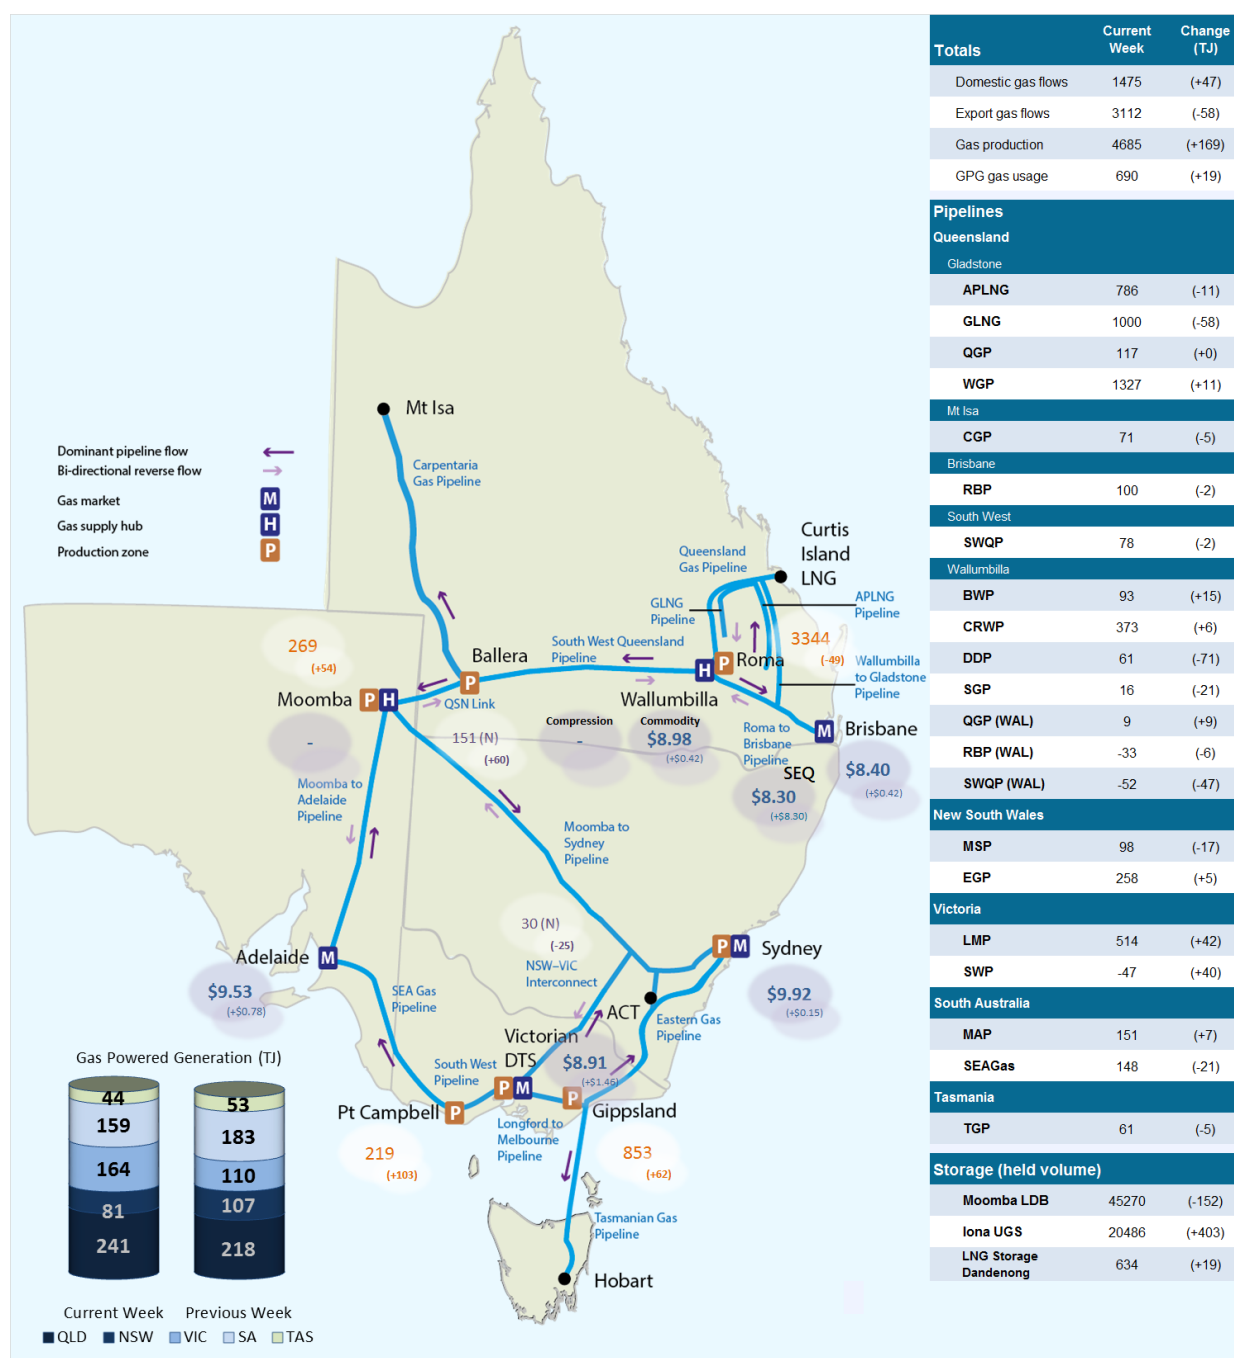 Dominant pipeline flow
Bi-directional reverse flow
Gas market M
Gas supply hub H
Production zone P
Mt Isa
Carpentaria
Gas Pipeline
Curtis
Island
LNG
Queensland
Gas Pipeline
GLNG
Pipeline
APLNG
Pipeline
3344
(-49)
Wallumbilla
to Gladstone
Pipeline
269
(+54)
Ballera
P
South West Queensland
Pipeline
H P Roma
Wallumbilla
Moomba P H
QSN Link
-
151 (N)
(+60)
Compression
-
Commodity
$8.98
(+$0.42)
Roma to
Brisbane
Pipeline
M Brisbane
$8.40
(+$0.42)
SEQ
$8.30
(+$8.30)
Moomba to
Adelaide
Pipeline
Moomba to
Sydney
Pipeline
30 (N)
(-25)
NSW–VIC
Interconnect
P M Sydney
$9.92
(+$0.15)
Adelaide M
$9.53
(+$0.78)
SEA Gas
Pipeline
ACT
Eastern Gas
Pipeline
Victorian
DTS
$8.91
(+$1.46)
South West
Pipeline
P M
P
Gippsland
Pt Campbell P
219
(+103)
Longford to
Melbourne
Pipeline
853
(+62)
Tasmanian Gas
Pipeline
Hobart
Gas Powered Generation (TJ)
44
159
164
81
241
53
183
110
107
218
Current Week Previous Week
QLD NSW VIC SA TAS
Totals Current Week Change (TJ)
Domestic gas flows 1475 (+47)
Export gas flows 3112 (-58)
Gas production 4685 (+169)
GPG gas usage 690 (+19)
Pipelines
Queensland
Gladstone
APLNG 786 (-11)
GLNG 1000 (-58)
QGP 117 (+0)
WGP 1327 (+11)
Mt Isa
CGP 71 (-5)
Brisbane
RBP 100 (-2)
South West
SWQP 78 (-2)
Wallumbilla
BWP 93 (+15)
CRWP 373 (+6)
DDP 61 (-71)
SGP 16 (-21)
QGP (WAL) 9 (+9)
RBP (WAL) -33 (-6)
SWQP (WAL) -52 (-47)
New South Wales
MSP 98 (-17)
EGP 258 (+5)
Victoria
LMP 514 (+42)
SWP -47 (+40)
South Australia
MAP 151 (+7)
SEAGas 148 (-21)
Tasmania
TGP 61 (-5)
Storage (held volume)
Moomba LDB 45270 (-152)
Iona UGS 20486 (+403)
LNG Storage
Dandenong 634 (+19)